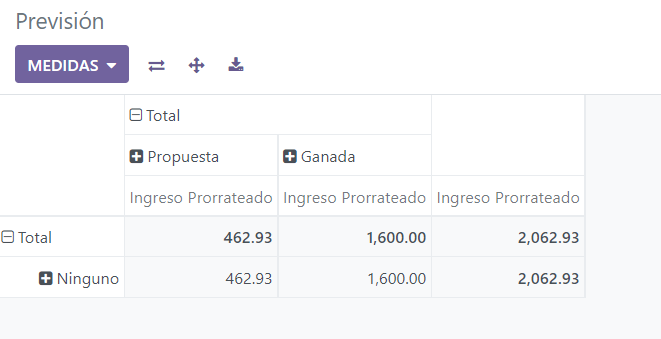 Previsión
MEDIDAS
Total
Propuesta Ganada
Ingreso Prorrateado Ingreso Prorrateado Ingreso Prorrateado
Total 462.93 1,600.00 2,062.93
Ninguno 462.93 1,600.00 2,062.93